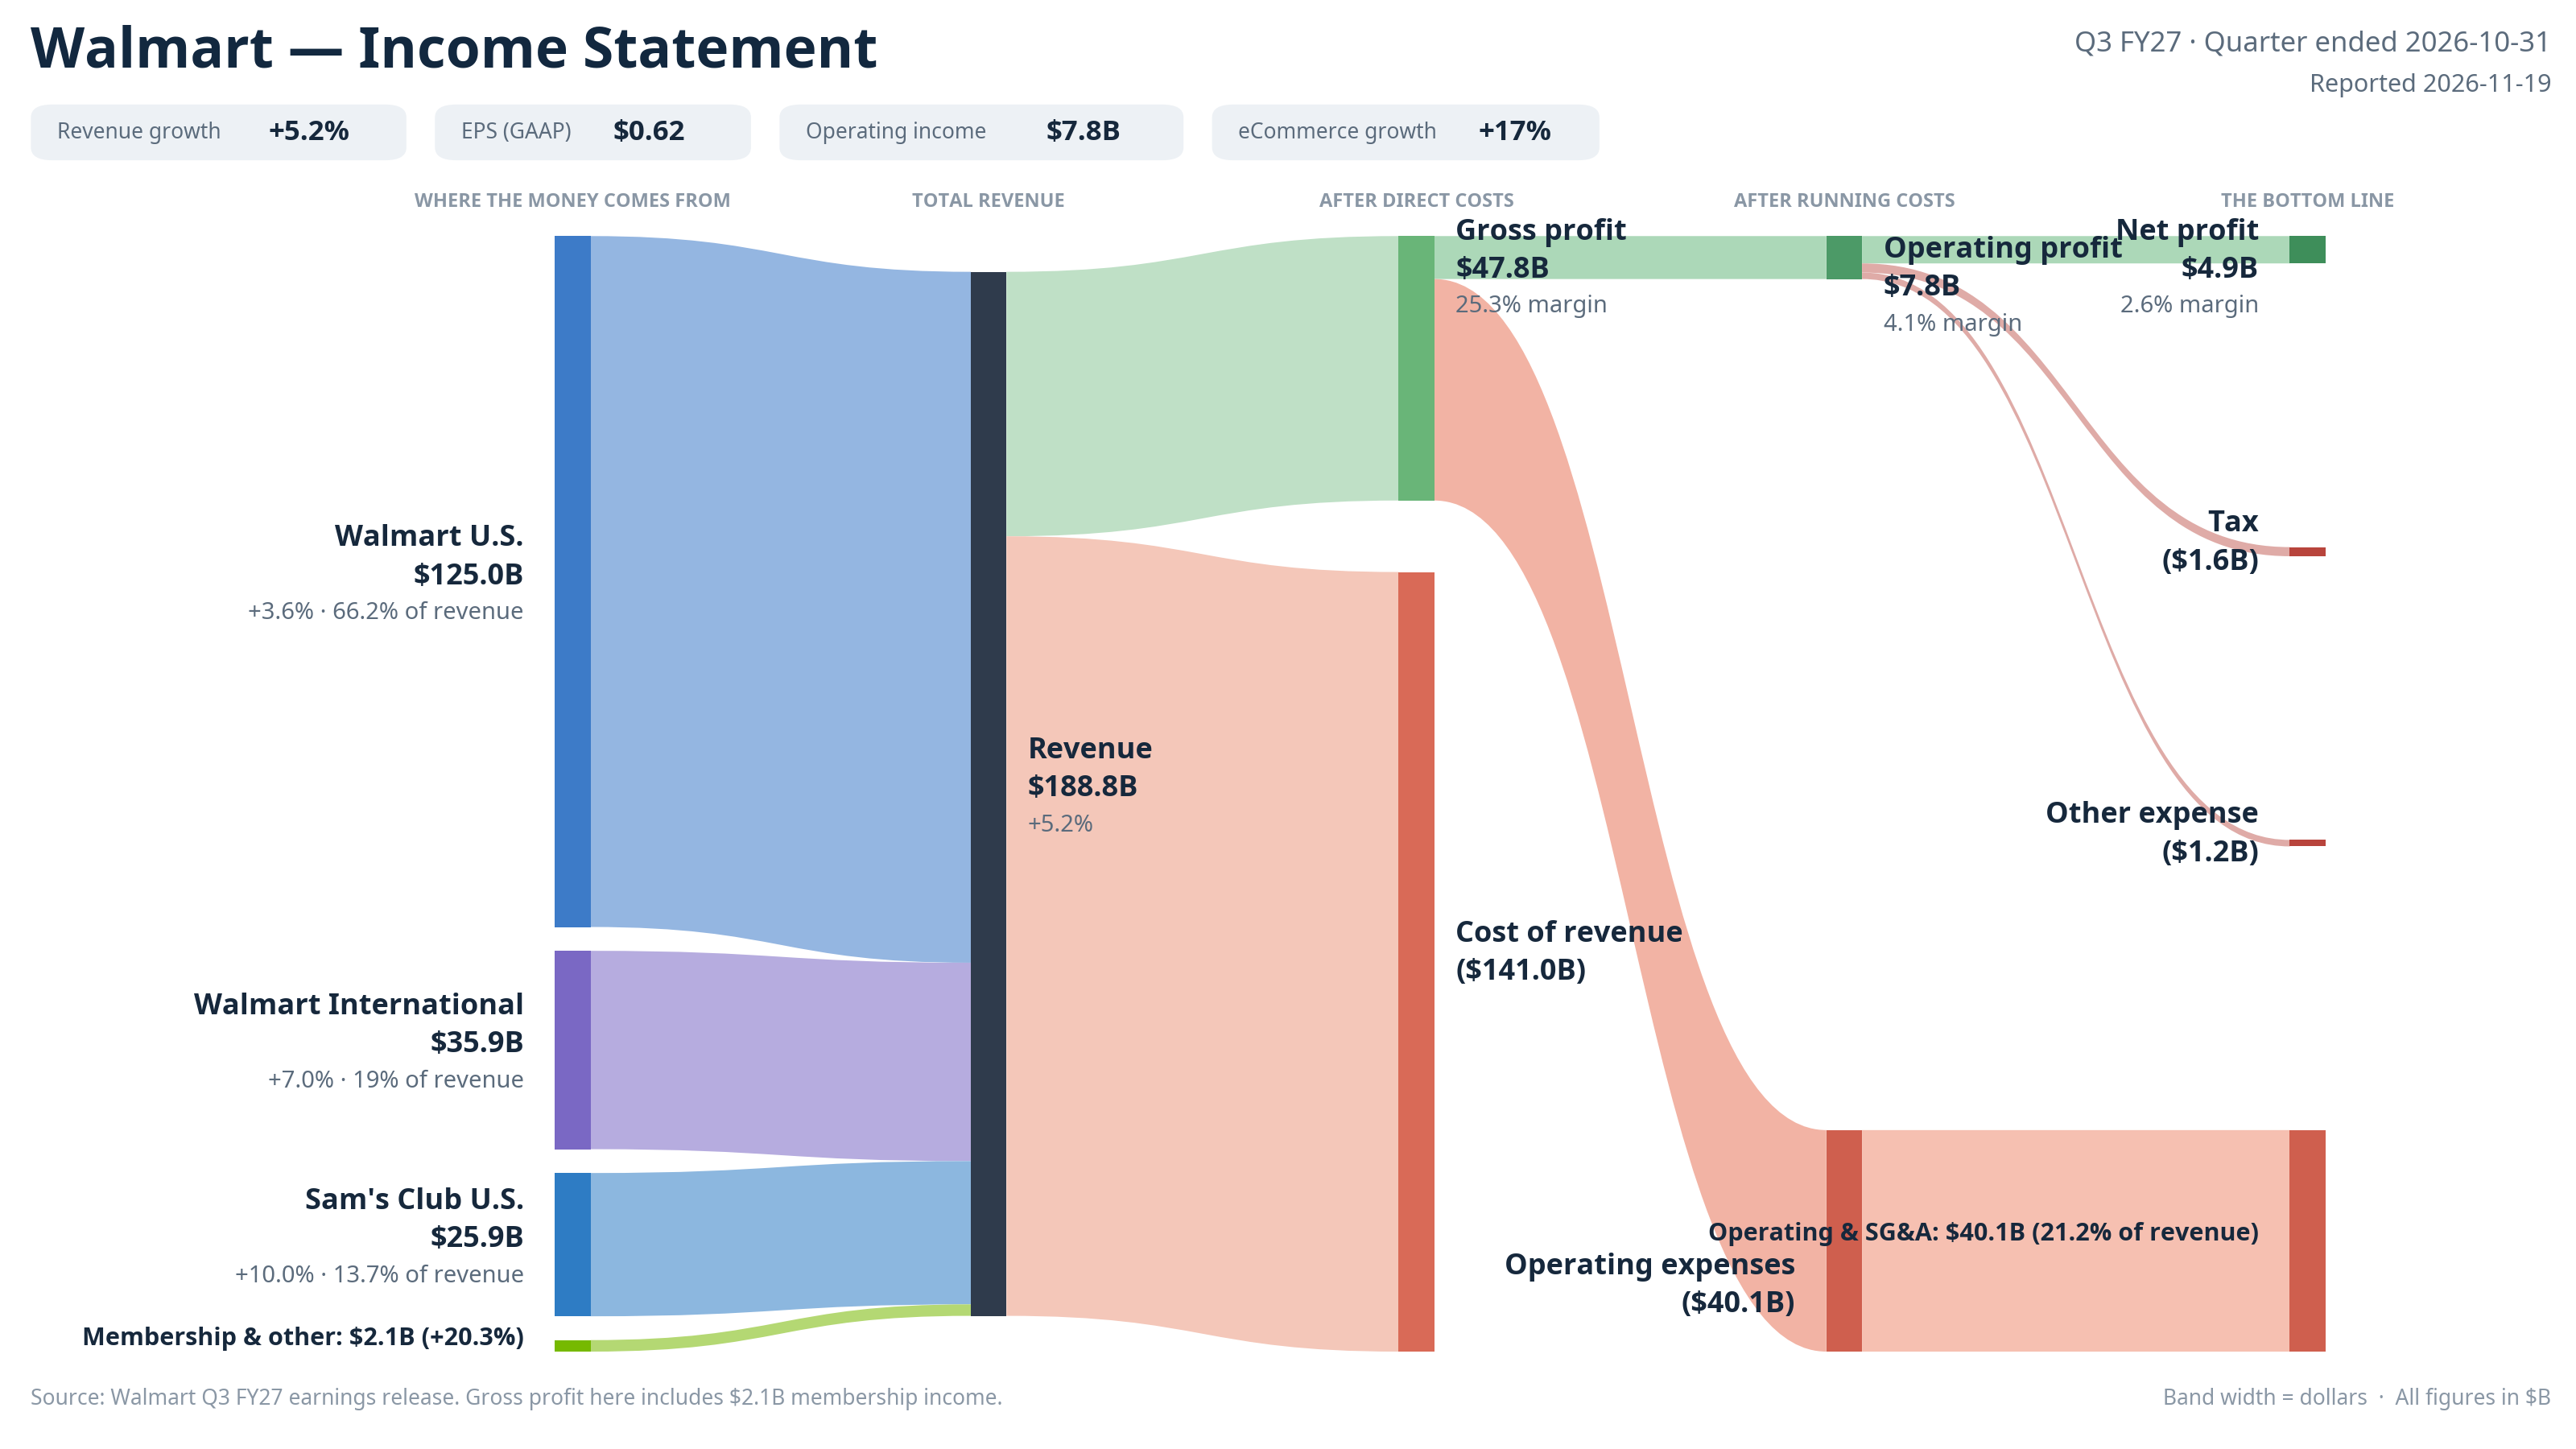 Walmart — Income Statement
Q3 FY27 · Quarter ended 2026-10-31
Reported 2026-11-19
Revenue growth +5.2%
EPS (GAAP) $0.62
Operating income $7.8B
eCommerce growth +17%
WHERE THE MONEY COMES FROM
TOTAL REVENUE
AFTER DIRECT COSTS
AFTER RUNNING COSTS
THE BOTTOM LINE
Walmart U.S.
$125.0B
+3.6% · 66.2% of revenue
Walmart International
$35.9B
+7.0% · 19% of revenue
Sam's Club U.S.
$25.9B
+10.0% · 13.7% of revenue
Membership & other: $2.1B (+20.3%)
Revenue
$188.8B
+5.2%
Gross profit
$47.8B
25.3% margin
Cost of revenue
($141.0B)
Operating profit
$7.8B
4.1% margin
Operating expenses
($40.1B)
Net profit
$4.9B
2.6% margin
Tax
($1.6B)
Other expense
($1.2B)
Operating & SG&A: $40.1B (21.2% of revenue)
Source: Walmart Q3 FY27 earnings release. Gross profit here includes $2.1B membership income.
Band width = dollars · All figures in $B